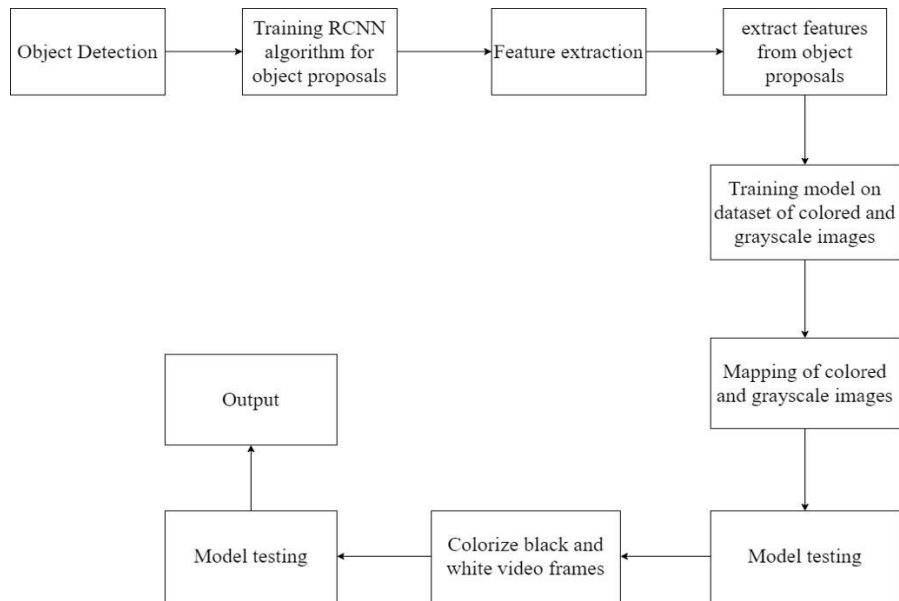 Object Detection
Training RCNN
algorithm for
object proposals
Feature extraction
extract features
from object
proposals
Training model on
dataset of colored and
grayscale images
Mapping of colored
and grayscale images
Model testing
Colorize black and
white video frames
Model testing
Output